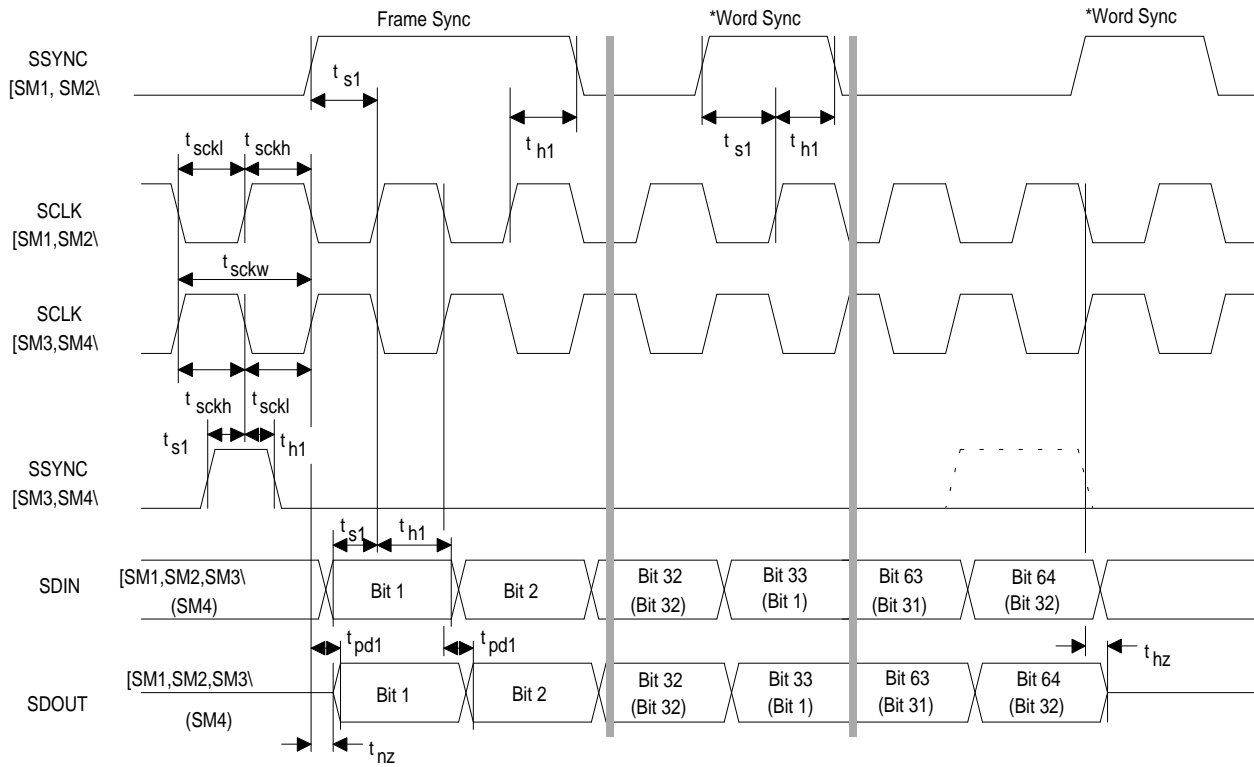 Frame Sync
*Word Sync
*Word Sync
SSYNC
[SM1, SM2\
t s1
t h1
t s1
t h1
t sckl
t sckh
SCLK
[SM1,SM2\
t sckw
SCLK
[SM3,SM4\
t sckh
t sckl
t s1
t h1
SSYNC
[SM3,SM4\
t s1
t h1
SDIN
[SM1,SM2,SM3\
(SM4)
Bit 1
Bit 2
Bit 32
(Bit 32)
Bit 33
(Bit 1)
Bit 63
(Bit 31)
Bit 64
(Bit 32)
t pd1
t pd1
t hz
SDOUT
[SM1,SM2,SM3\
(SM4)
Bit 1
Bit 2
Bit 32
(Bit 32)
Bit 33
(Bit 1)
Bit 63
(Bit 31)
Bit 64
(Bit 32)
t nz